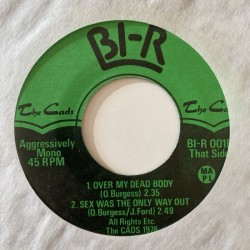 BI-R
The Cads
The Cads
Aggressively
Mono
45 RPM
BI-R 001
That Side
MA
PL
1. OVER MY DEAD BODY
(O. Burgess) 2.35
2. SEX WAS THE ONLY WAY OUT
(O. Burgess/J. Ford) 2.49
All Rights Etc.
The CADS 1978